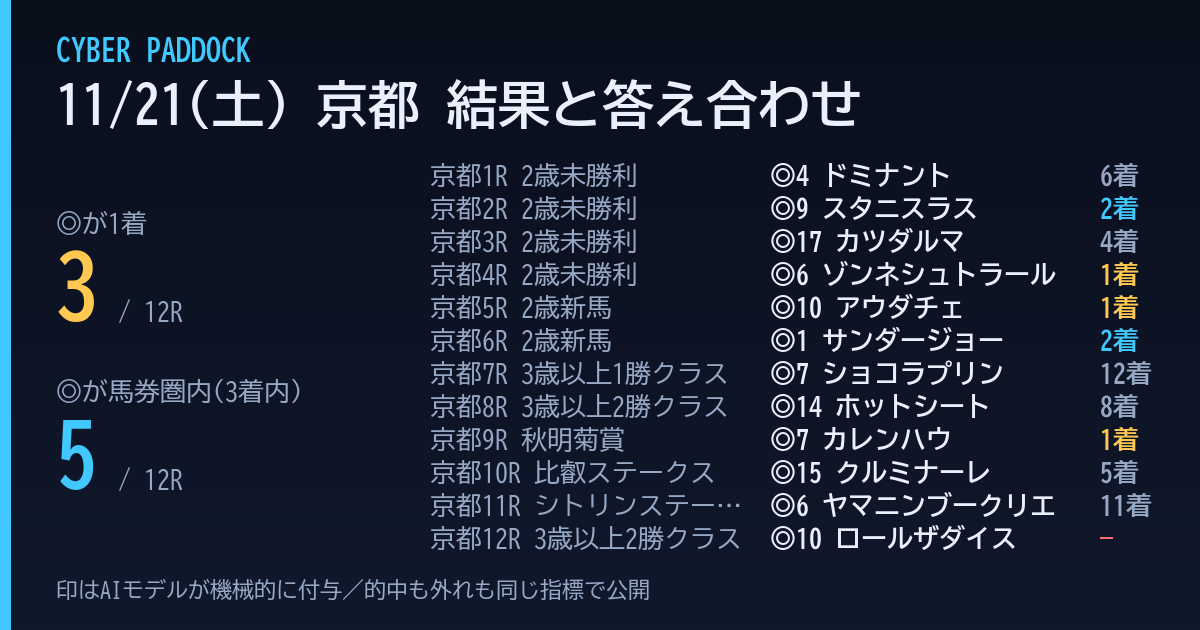 CYBER PADDOCK
11/21(土) 京都 結果と答え合わせ
◎が1着
3 / 12R
◎が馬券圏内(3着内)
5 / 12R
京都1R 2歳未勝利 ◎4 ドミナント 6着
京都2R 2歳未勝利 ◎9 スタニスラス 2着
京都3R 2歳未勝利 ◎17 カツダルマ 4着
京都4R 2歳未勝利 ◎6 ゾンネシュトラール 1着
京都5R 2歳新馬 ◎10 アウダチェ 1着
京都6R 2歳新馬 ◎1 サンダージョー 2着
京都7R 3歳以上1勝クラス ◎7 ショコラプリン 12着
京都8R 3歳以上2勝クラス ◎14 ホットシート 8着
京都9R 秋明菊賞 ◎7 カレンハウ 1着
京都10R 比叡ステークス ◎15 クルミナーレ 5着
京都11R シトリンステー… ◎6 ヤマニンブークリエ 11着
京都12R 3歳以上2勝クラス ◎10 ロールザダイス －
印はAIモデルが機械的に付与／的中も外れも同じ指標で公開